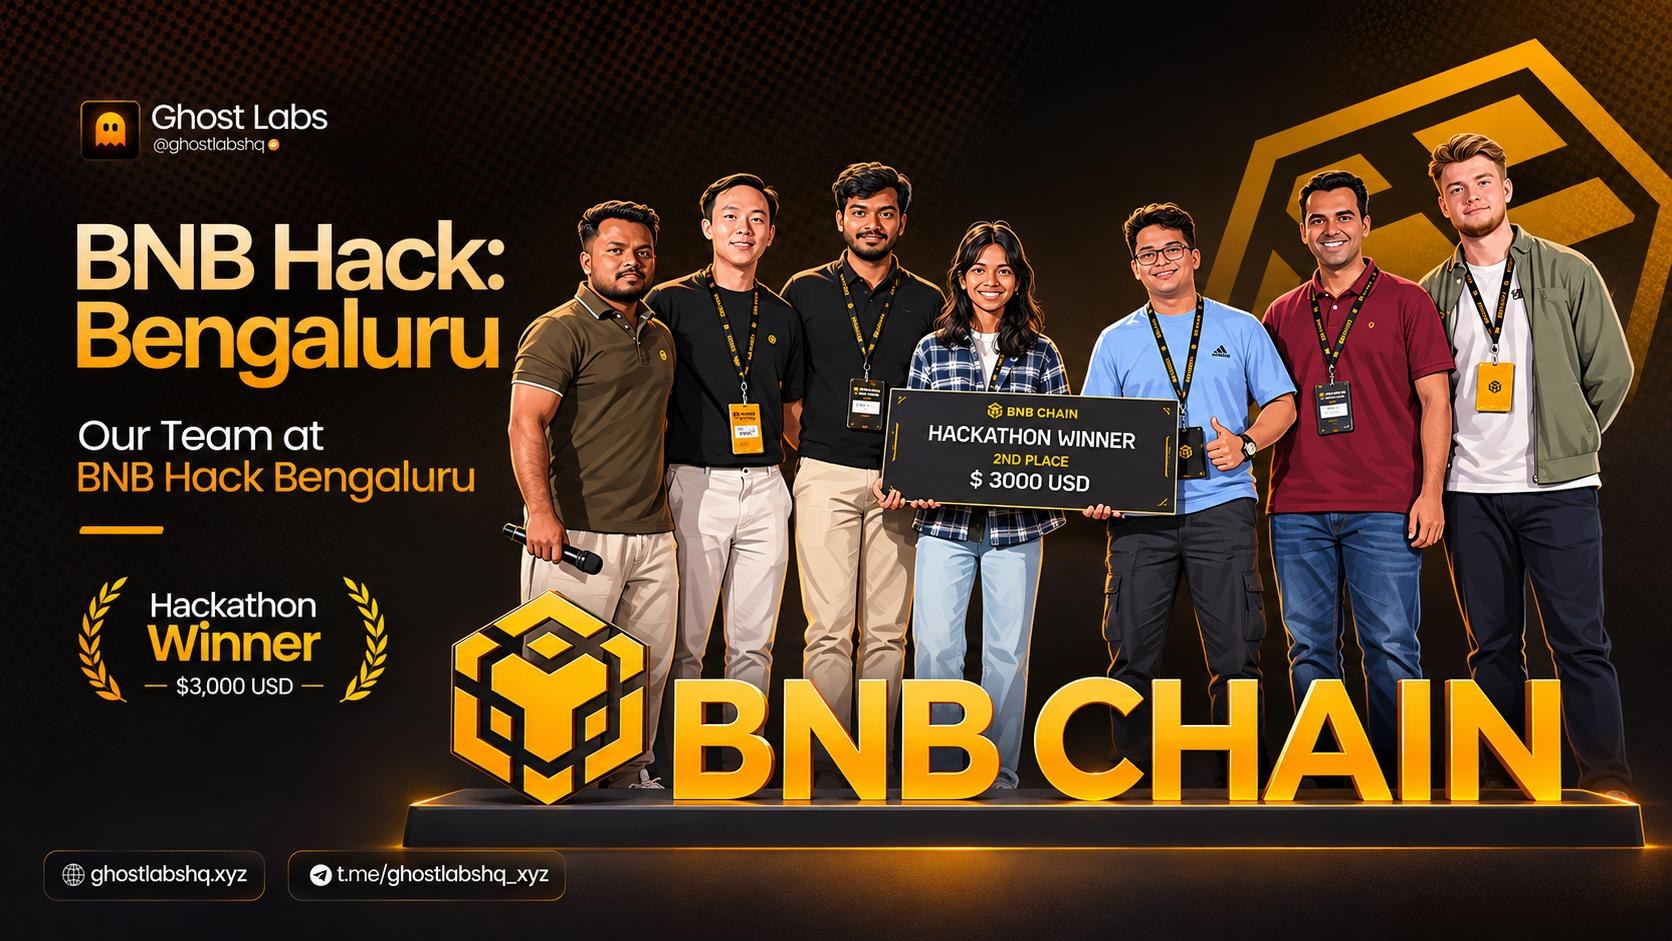 Ghost Labs
@ghostlabshq
BNB Hack:
Bengaluru
Our Team at
BNB Hack Bengaluru
Hackathon
Winner
$3,000 USD
BNB CHAIN
HACKATHON WINNER
2ND PLACE
$ 3000 USD
adidas
BNB CHAIN
ghostlabshq.xyz
t.me/ghostlabshq_xyz